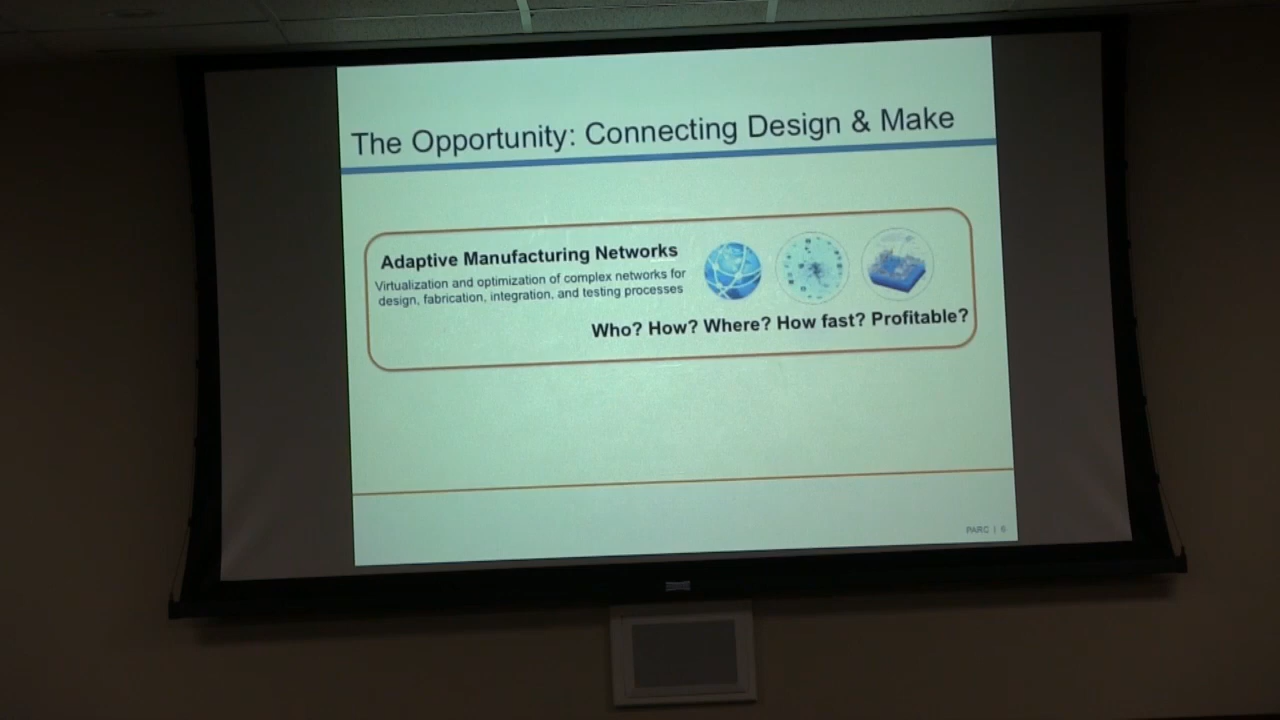 The Opportunity: Connecting Design & Make
Adaptive Manufacturing Networks
Virtualization and optimization of complex networks for
design, fabrication, integration, and testing processes
Who? How? Where? How fast? Profitable?
PARC | 6